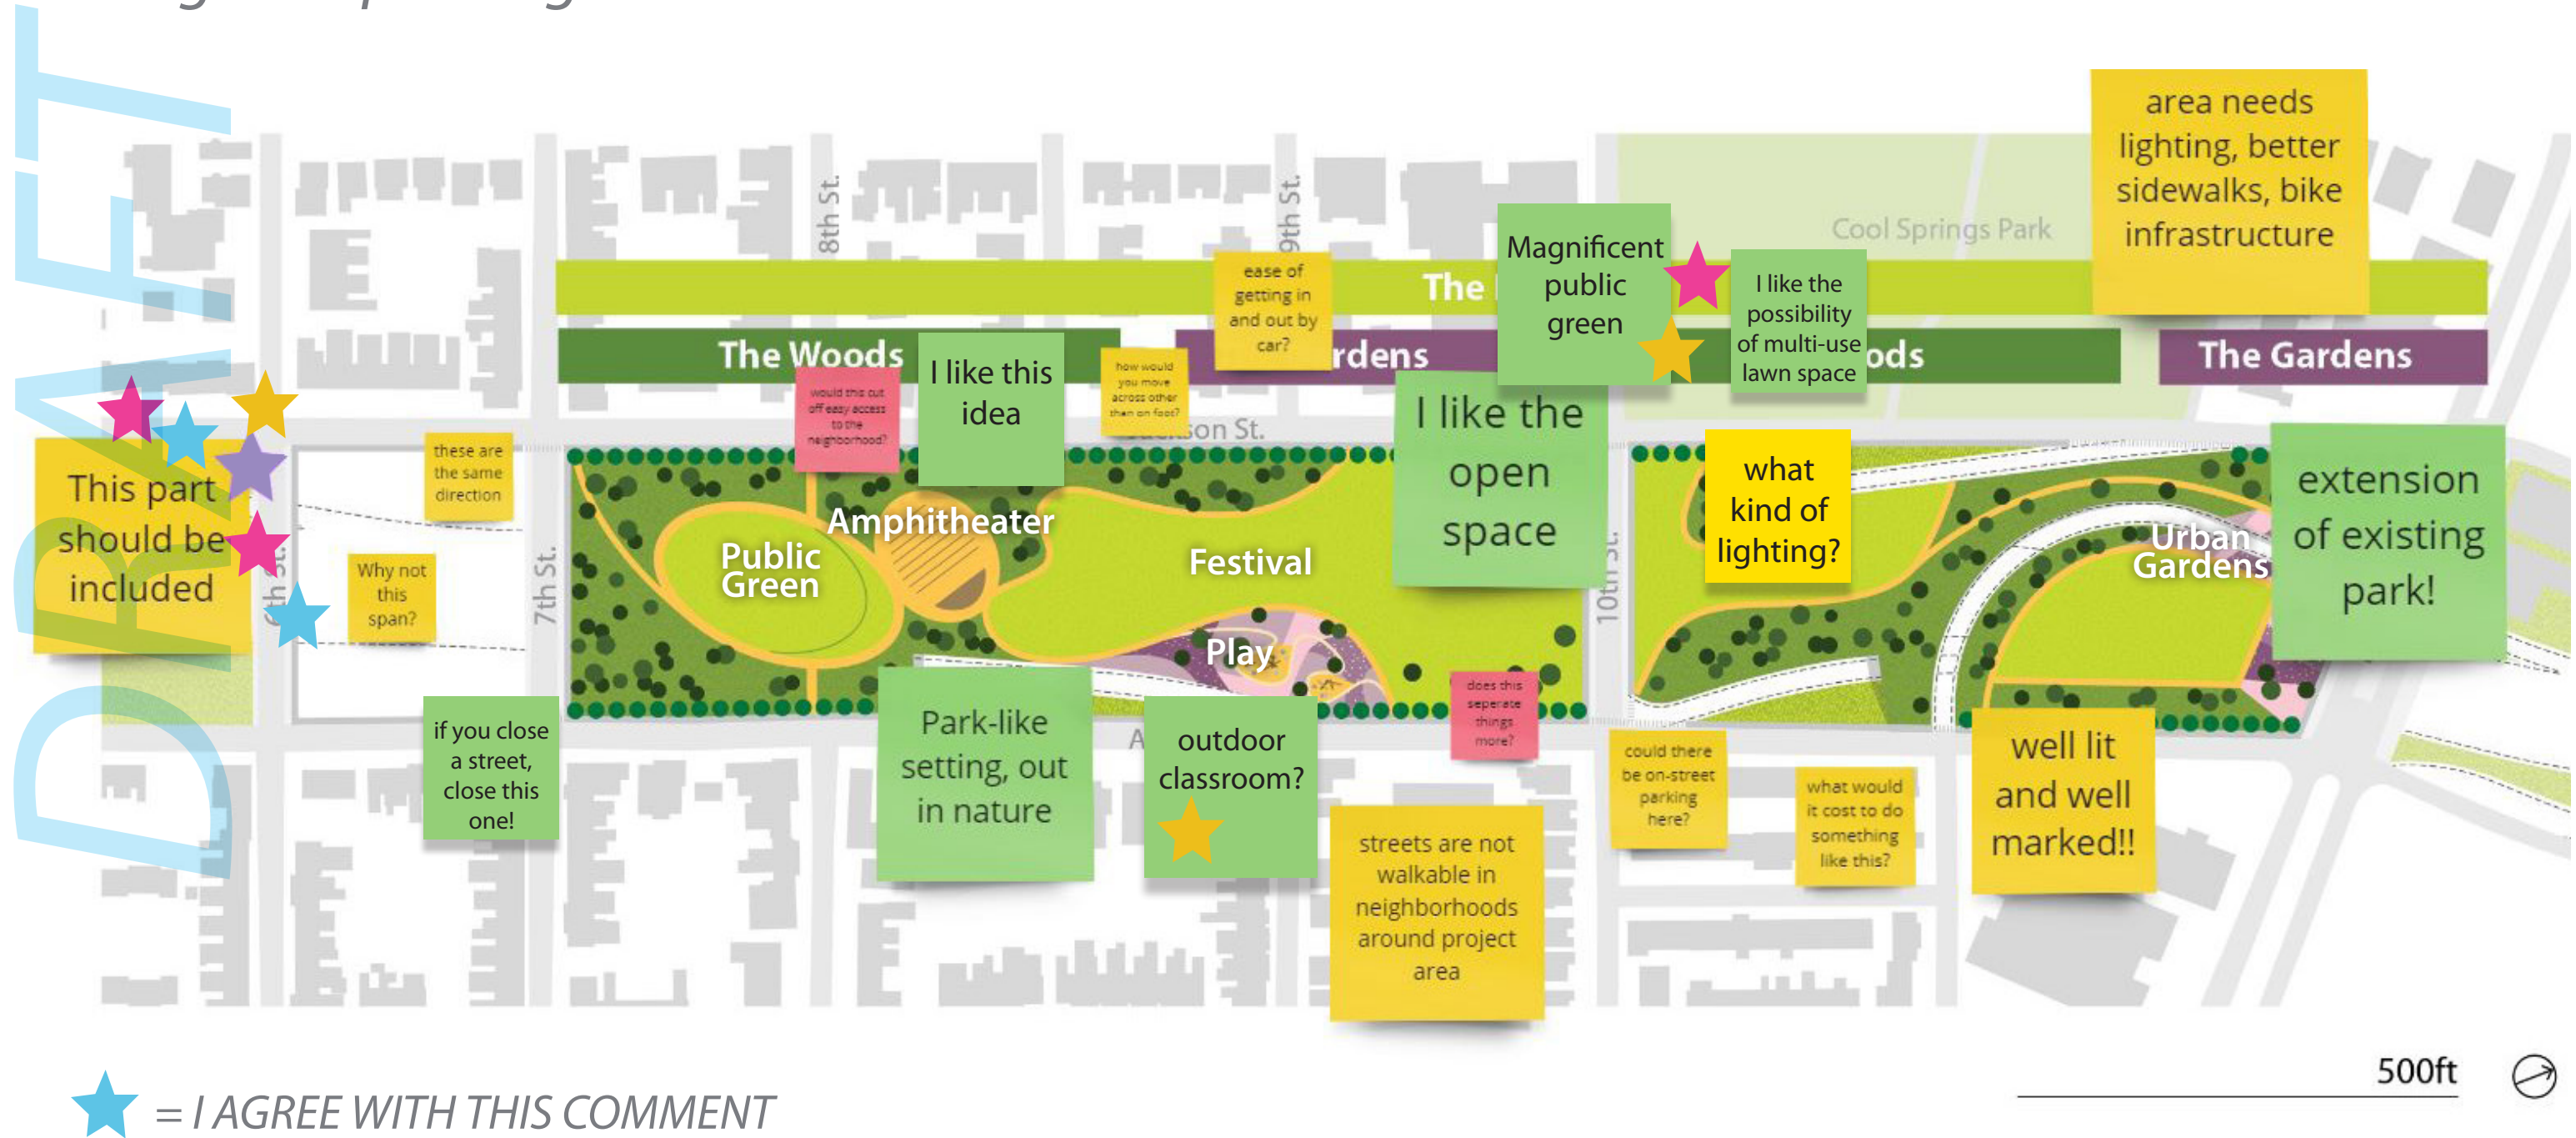 DRAFT
area needs
lighting, better
sidewalks, bike
infrastructure
8th St.
9th St.
Cool Springs Park
Magnificent
public
green
ease of
getting in
and out by
car?
The
I like the
possibility
of multi-use
lawn space
The Woods
I like this
idea
how would
you move
across other
than on foot?
rdens
ods
The Gardens
would this cut
off easy access
to the
neighborhood?
son St.
I like the
open
space
This part
should be
included
these are
the same
direction
what
kind of
lighting?
extension
of existing
park!
Amphitheater
Public
Green
Festival
Urban
Gardens
6th St.
7th St.
10th St.
Why not
this
span?
Play
does this
seperate
things
more?
if you close
a street,
close this
one!
Park-like
setting, out
in nature
A
outdoor
classroom?
could there
be on-street
parking
here?
what would
it cost to do
something
like this?
well lit
and well
marked!!
streets are not
walkable in
neighborhoods
around project
area
500ft
= I AGREE WITH THIS COMMENT